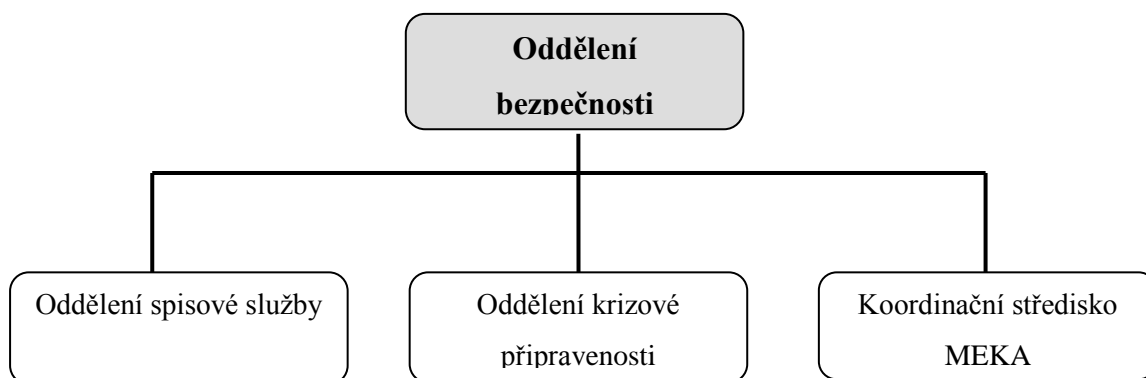 Oddělení
bezpečnosti
Oddělení spisové služby
Oddělení krizové
připravenosti
Koordinační středisko
MEKA